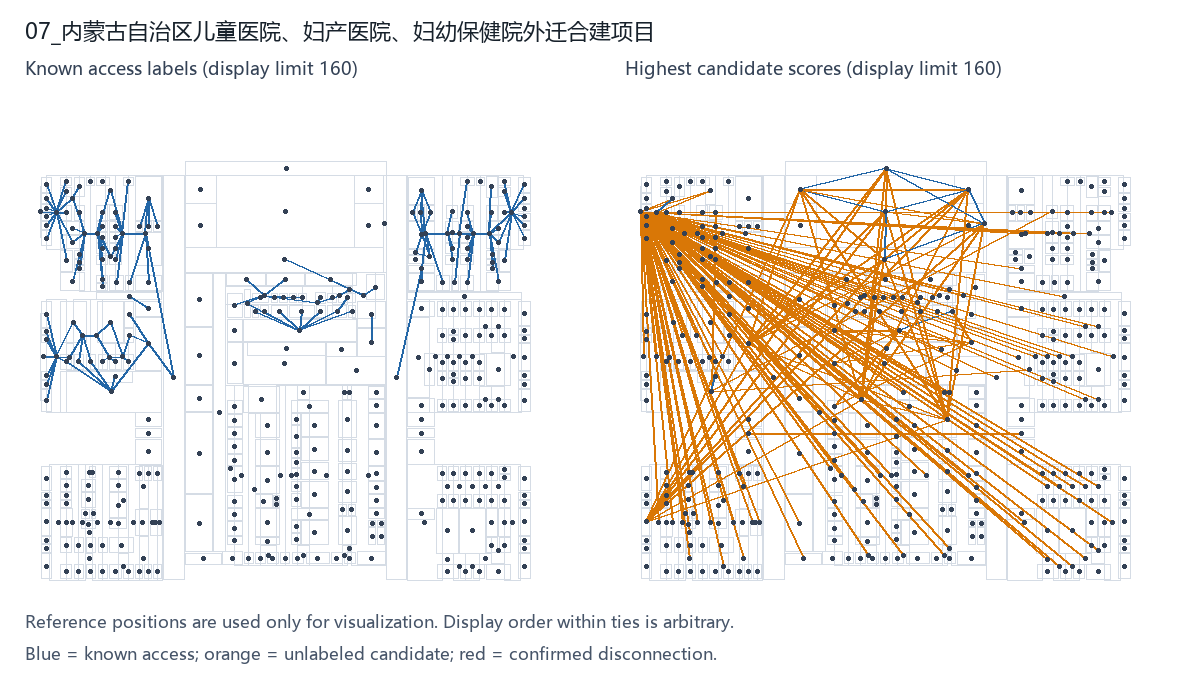 07_内蒙古自治区儿童医院、妇产医院、妇幼保健院外迁合建项目
Known access labels (display limit 160)
Highest candidate scores (display limit 160)
Reference positions are used only for visualization. Display order within ties is arbitrary.
Blue = known access; orange = unlabeled candidate; red = confirmed disconnection.